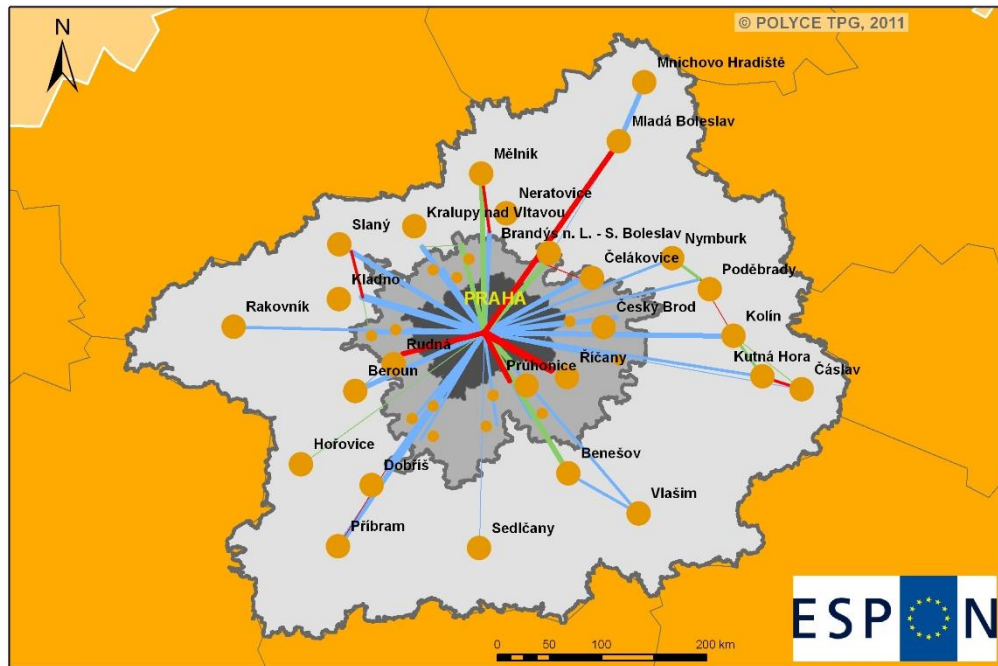 © POLYCE TPG, 2011
N
Mnichovo Hradiště
Mladá Boleslav
Mělník
Neratovice
Kralupy nad Vltavou
Slaný
Brandýs n. L. - S. Boleslav
Nymburk
Čelákovice
Poděbrady
Kladno
PRAHA
Rakovník
Český Brod
Kolín
Rudná
Říčany
Kutná Hora
Beroun
Průhonice
Čáslav
Hořovice
Dobříš
Benešov
Vlašim
Příbram
Sedlčany
ESPON
0 50 100 200 km